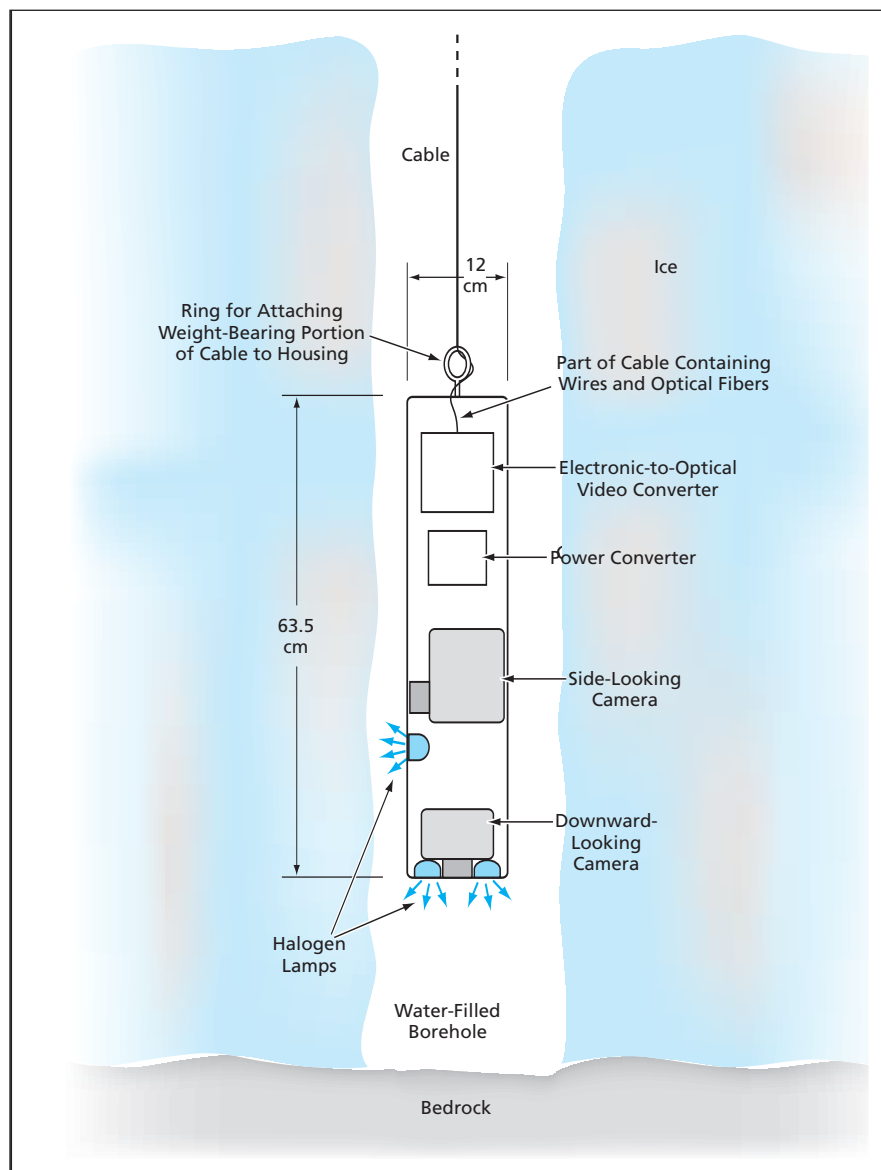 Cable
12
cm
Ice
Ring for Attaching
Weight-Bearing Portion
of Cable to Housing
Part of Cable Containing
Wires and Optical Fibers
Electronic-to-Optical
Video Converter
Power Converter
63.5
cm
Side-Looking
Camera
Downward-
Looking
Camera
Halogen
Lamps
Water-Filled
Borehole
Bedrock